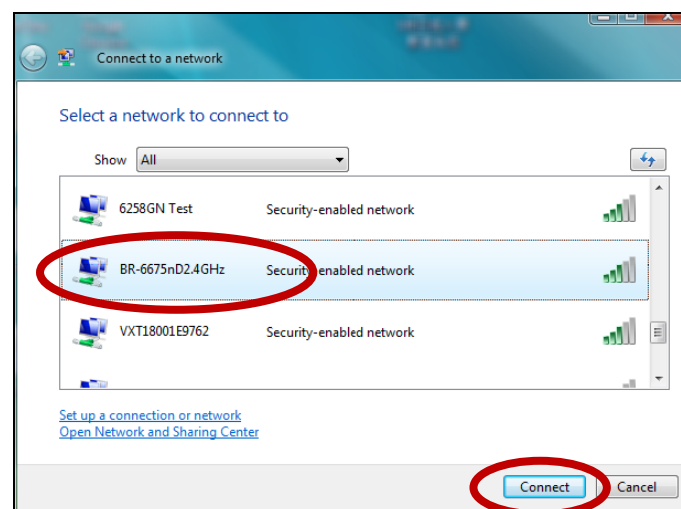 Connect to a network
Select a network to connect to
Show All
6258GN Test Security-enabled network
BR-6675nD2.4GHz Security-enabled network
VXT18001E9762 Security-enabled network
Set up a connection or network
Open Network and Sharing Center
Connect Cancel